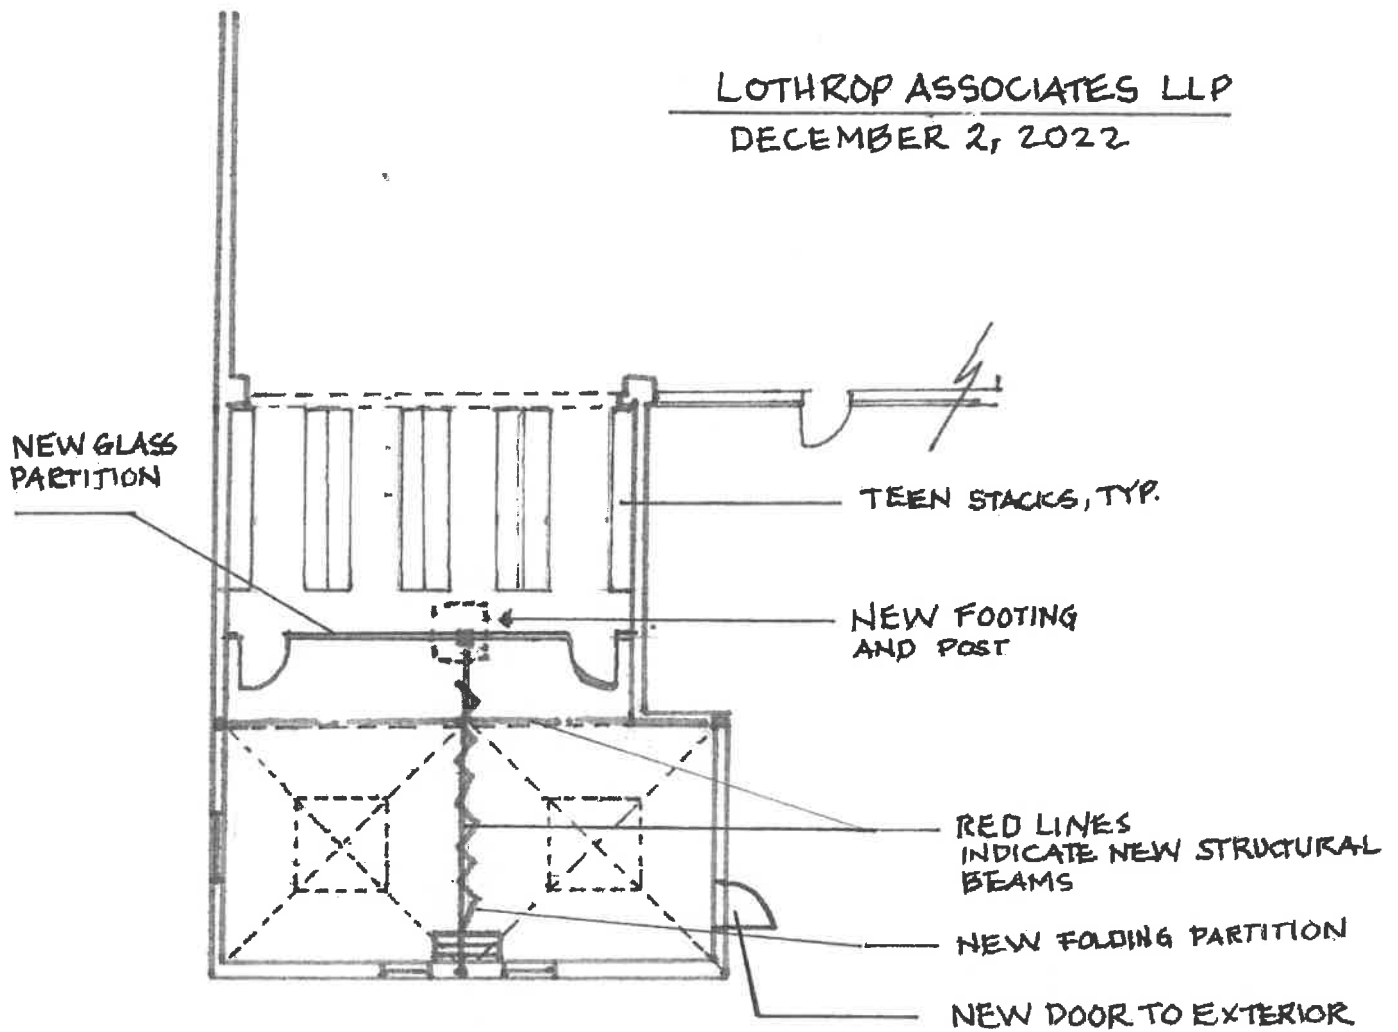 LOTHROP ASSOCIATES LLP
DECEMBER 2, 2022
NEW GLASS
PARTITION
TEEN STACKS, TYP.
NEW FOOTING
AND POST
RED LINES
INDICATE NEW STRUCTURAL
BEAMS
NEW FOLDING PARTITION
NEW DOOR TO EXTERIOR